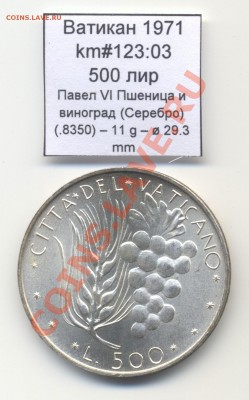 Ватикан 1971
km#123:03
500 лир
Павел VI Пшеница и
виноград (Серебро)
(.8350) – 11 g – ø 29.3
mm
CITTA' DEL VATICANO
L. 500
COINS.SU.RU